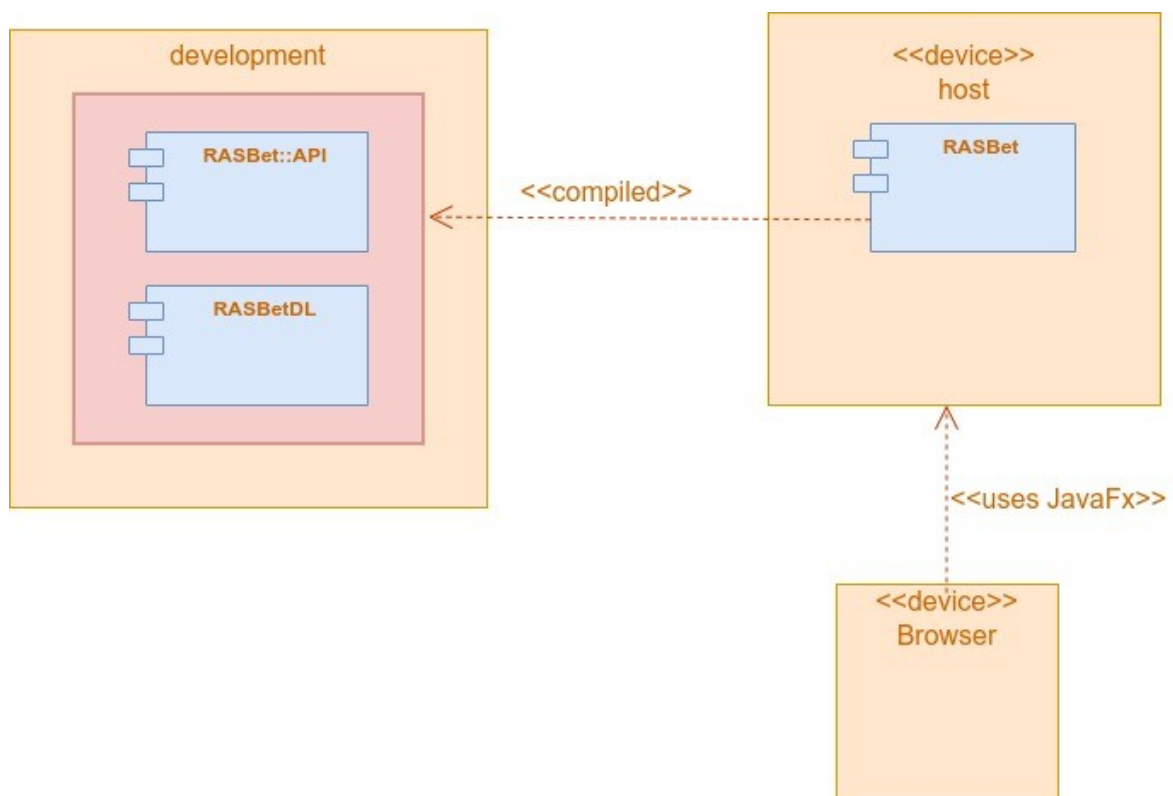 development
RASBet::API
RASBetDL
<<compiled>>
<<device>>
host
RASBet
<<uses JavaFx>>
<<device>>
Browser